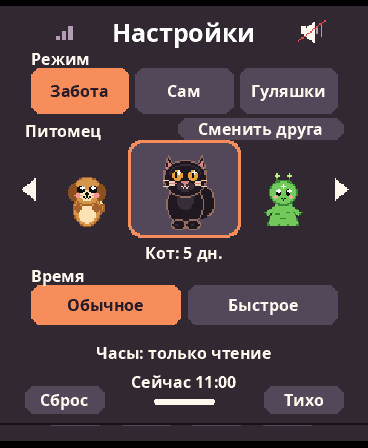 Настройки
Режим
Забота Сам Гуляшки
Питомец Сменить друга
Кот: 5 дн.
Время
Обычное Быстрое
Часы: только чтение
Сейчас 11:00
Сброс Тихо